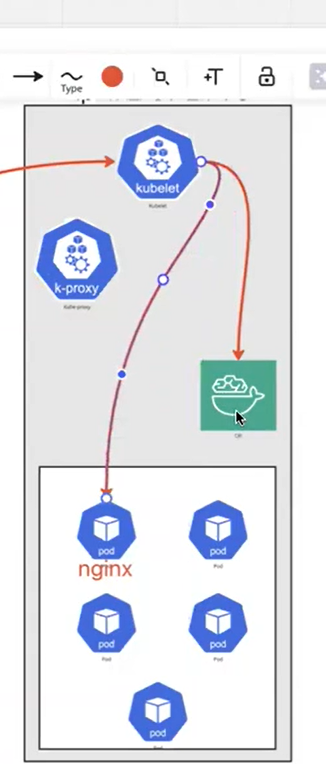 Type
T
kubelet
Kubelet
k-proxy
Kube-proxy
CRI
pod
nginx
pod
Pod
pod
Pod
pod
Pod
pod
Pod